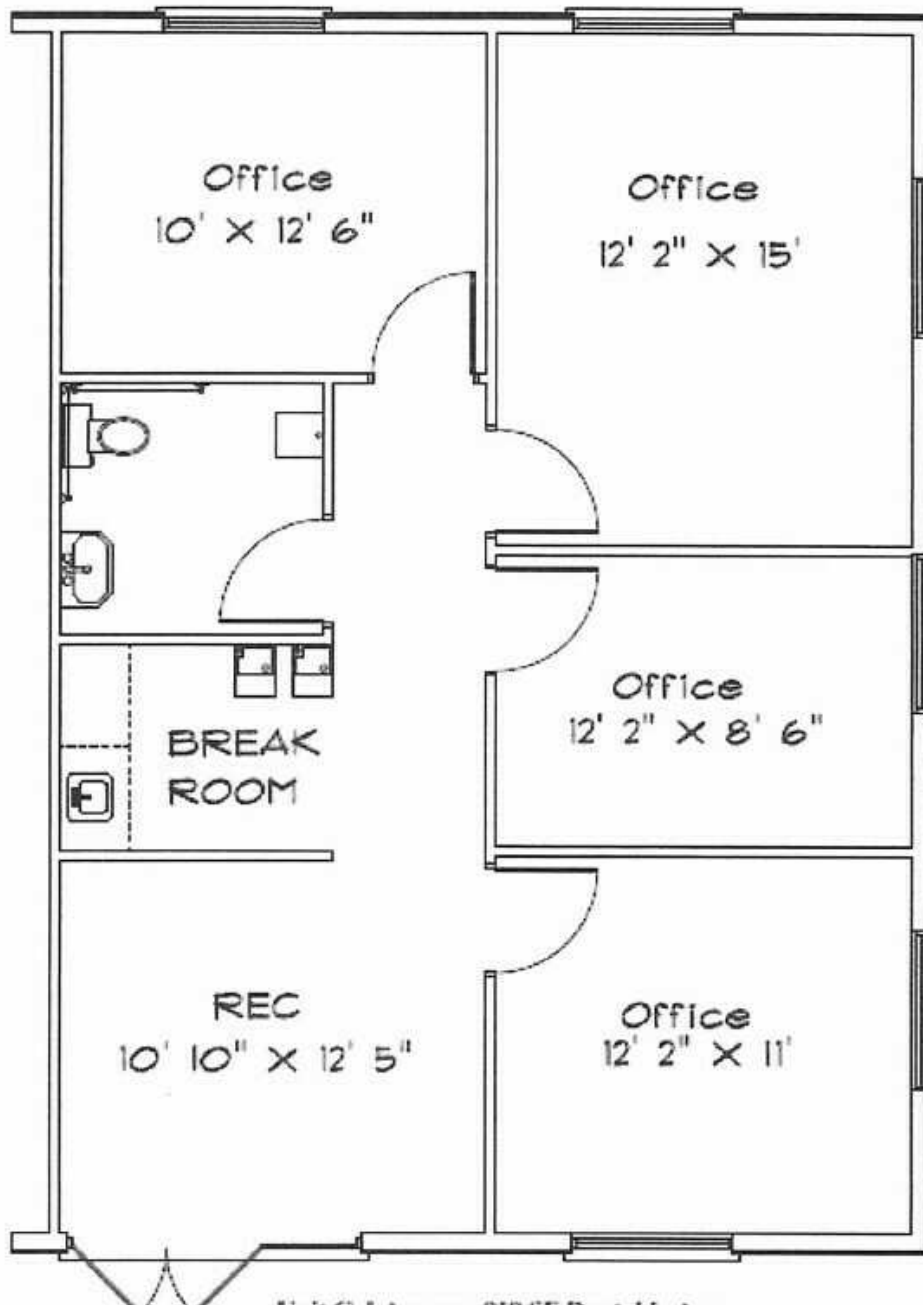 Office
10' X 12' 6"
Office
12' 2" X 15'
Office
12' 2" X 8' 6"
BREAK
ROOM
REC
10' 10" X 12' 5"
Office
12' 2" X 11'